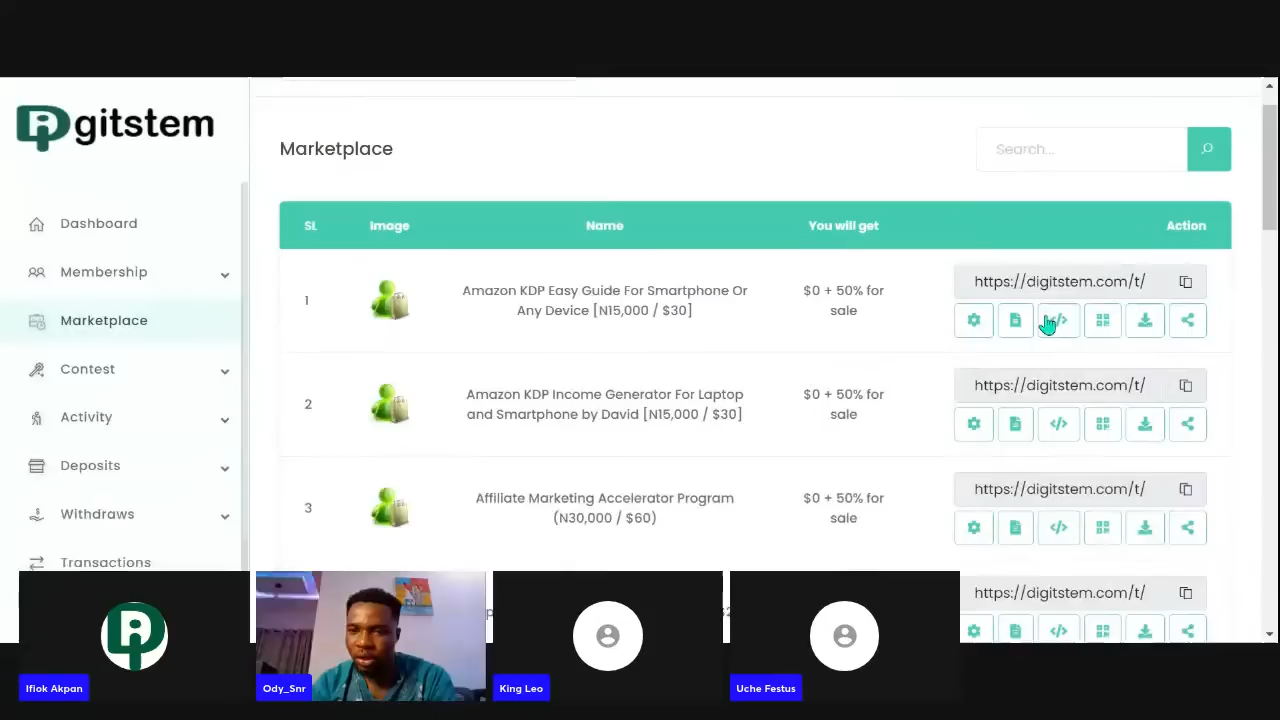 Digitstem
Marketplace
Search...
Dashboard
Membership
Marketplace
Contest
Activity
Deposits
Withdraws
Transactions
SL Image Name You will get Action
1
Amazon KDP Easy Guide For Smartphone Or
Any Device [N15,000 / $30]
$0 + 50% for
sale
https://digitstem.com/t/
2
Amazon KDP Income Generator For Laptop
and Smartphone by David [N15,000 / $30]
$0 + 50% for
sale
https://digitstem.com/t/
3
Affiliate Marketing Accelerator Program
(N30,000 / $60)
$0 + 50% for
sale
https://digitstem.com/t/
https://digitstem.com/t/
Ifiok Akpan
Ody_Snr
King Leo
Uche Festus